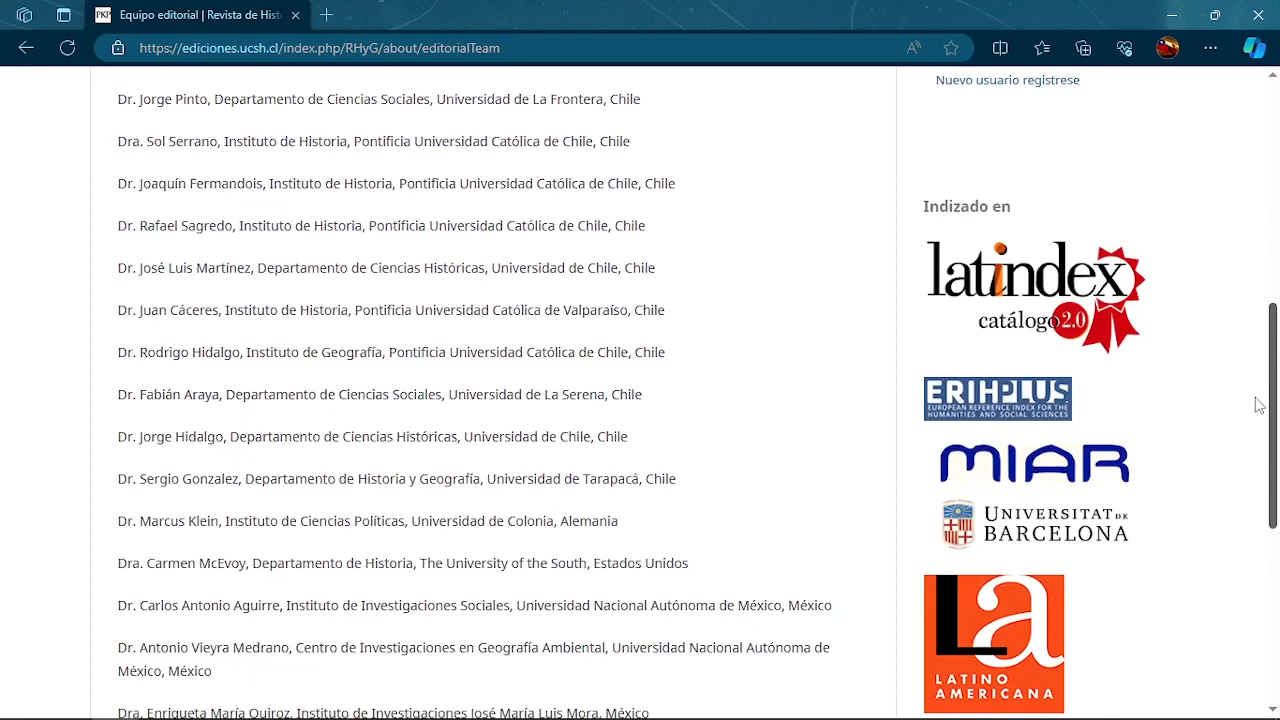 Equipo editorial | Revista de Hist
https://ediciones.ucsh.cl/index.php/RHyG/about/editorialTeam
Dr. Jorge Pinto, Departamento de Ciencias Sociales, Universidad de La Frontera, Chile
Dra. Sol Serrano, Instituto de Historia, Pontificia Universidad Católica de Chile, Chile
Dr. Joaquín Fermandois, Instituto de Historia, Pontificia Universidad Católica de Chile, Chile
Dr. Rafael Sagredo, Instituto de Historia, Pontificia Universidad Católica de Chile, Chile
Dr. José Luis Martínez, Departamento de Ciencias Históricas, Universidad de Chile, Chile
Dr. Juan Cáceres, Instituto de Historia, Pontificia Universidad Católica de Valparaíso, Chile
Dr. Rodrigo Hidalgo, Instituto de Geografía, Pontificia Universidad Católica de Chile, Chile
Dr. Fabián Araya, Departamento de Ciencias Sociales, Universidad de La Serena, Chile
Dr. Jorge Hidalgo, Departamento de Ciencias Históricas, Universidad de Chile, Chile
Dr. Sergio Gonzalez, Departamento de Historia y Geografía, Universidad de Tarapacá, Chile
Dr. Marcus Klein, Instituto de Ciencias Políticas, Universidad de Colonia, Alemania
Dra. Carmen McEvoy, Departamento de Historia, The University of the South, Estados Unidos
Dr. Carlos Antonio Aguirre, Instituto de Investigaciones Sociales, Universidad Nacional Autónoma de México, México
Dr. Antonio Vieyra Medrano, Centro de Investigaciones en Geografía Ambiental, Universidad Nacional Autónoma de
México, México
Dra. Enriqueta María Quiroz, Instituto de Investigaciones José María Luis Mora, México
Nuevo usuario registrese
Indizado en
latindex
catálogo 2.0
ERIHPLUS
EUROPEAN REFERENCE INDEX FOR THE
HUMANITIES AND SOCIAL SCIENCES
MIAR
UNIVERSITAT DE
BARCELONA
La
LATINO
AMERICANA